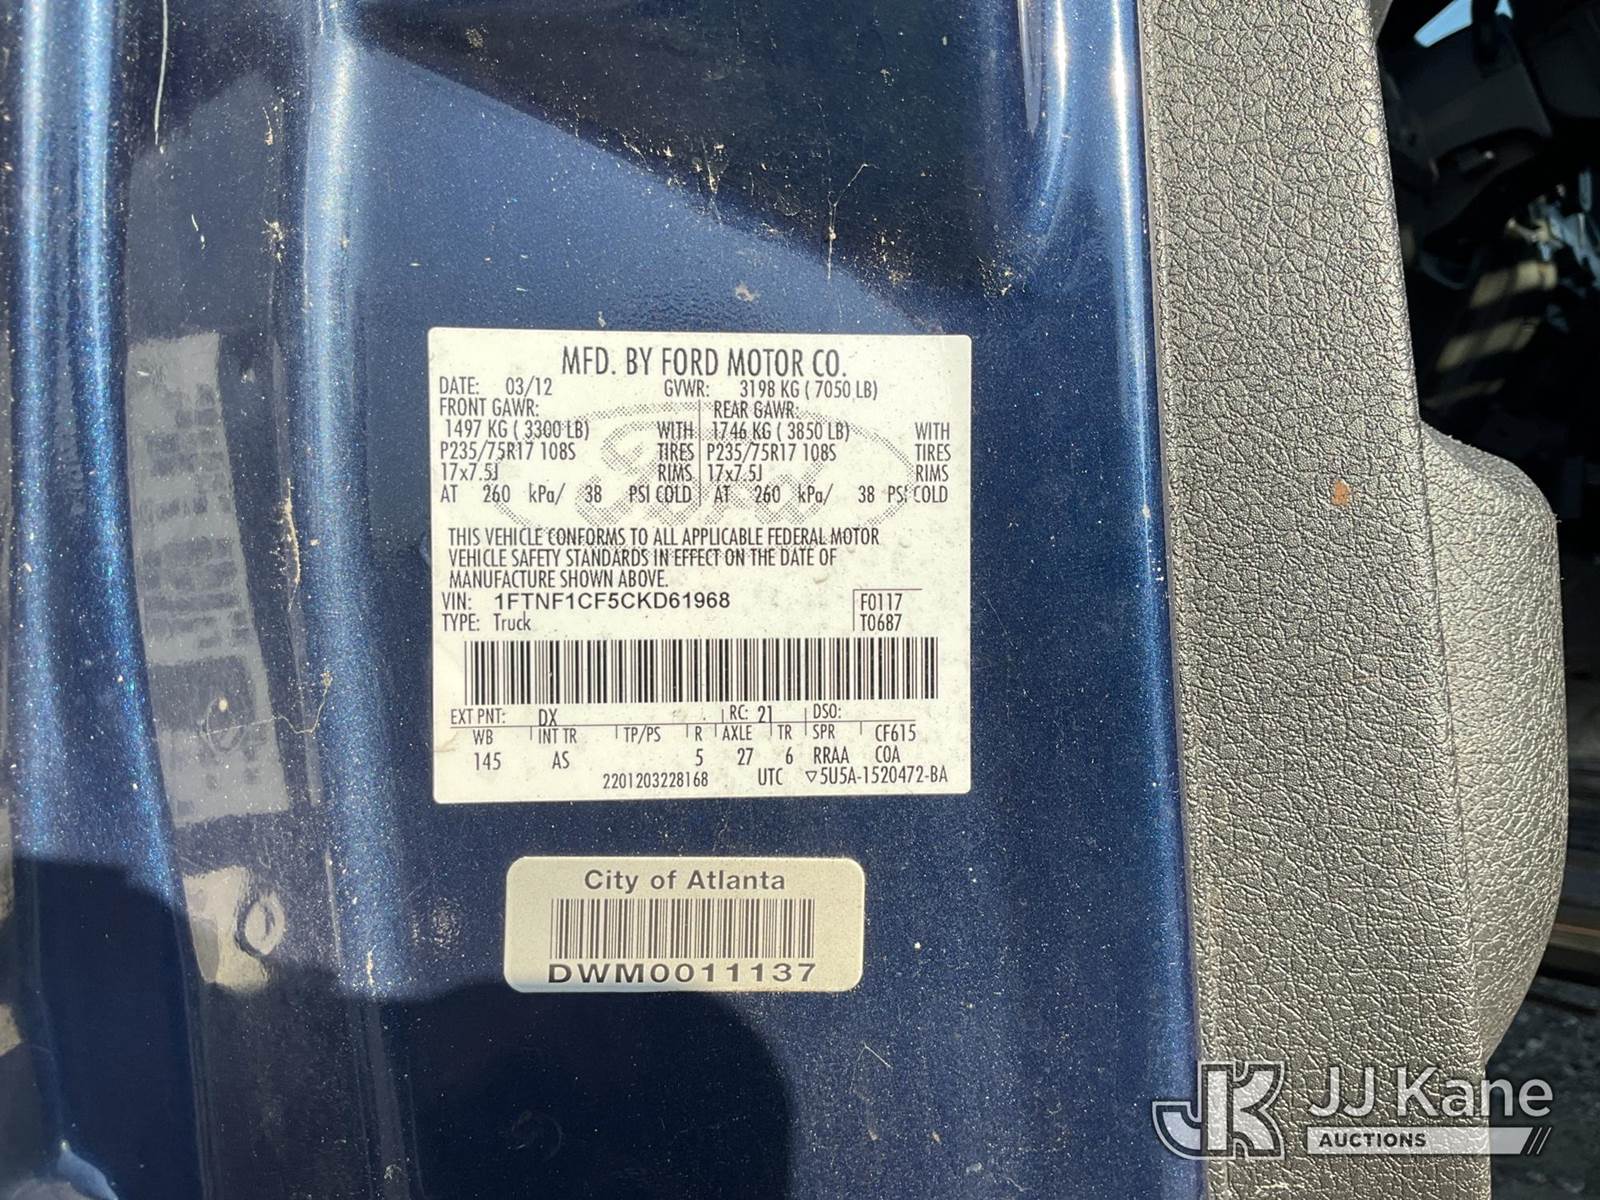 MFD. BY FORD MOTOR CO.
DATE: 03/12 GVWR: 3198 KG ( 7050 LB)
FRONT GAWR: REAR GAWR:
1497 KG ( 3300 LB) WITH 1746 KG ( 3850 LB) WITH
P235/75R17 108S TIRES P235/75R17 108S TIRES
17x7.5J RIMS 17x7.5J RIMS
AT 260 kPa/ 38 PSI COLD AT 260 kPa/ 38 PSI COLD
Ford
THIS VEHICLE CONFORMS TO ALL APPLICABLE FEDERAL MOTOR
VEHICLE SAFETY STANDARDS IN EFFECT ON THE DATE OF
MANUFACTURE SHOWN ABOVE.
VIN: 1FTNF1CF5CKD61968 F0117
TYPE: Truck T0687
EXT PNT: DX RC: 21 DSO:
WB INT TR TP/PS R AXLE TR SPR CF615
145 AS 5 27 6 RRAA COA
2201203228168 UTC ▽5U5A-1520472-BA
City of Atlanta
DWM0011137
JK JJ Kane
AUCTIONS